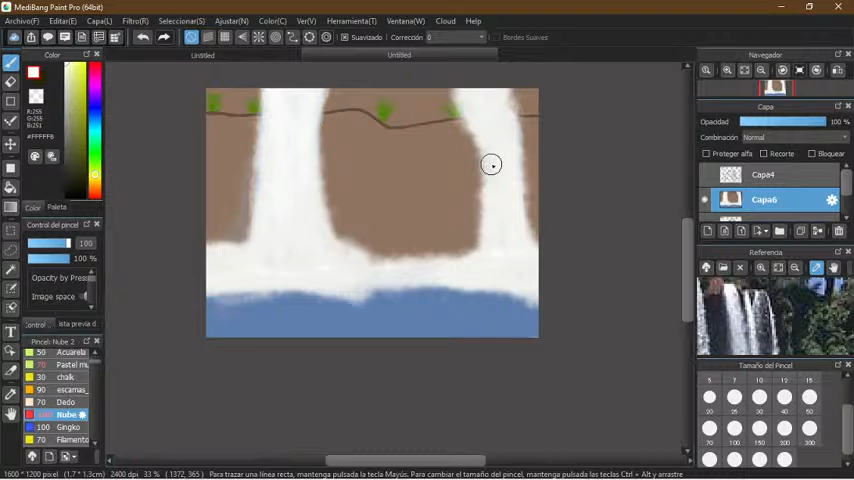 MediBang Paint Pro (64bit)
Archivo(F) Editar(E) Capa(L) Filtro(R) Seleccionar(S) Ajustar(N) Color(C) Ver(V) Herramienta(T) Ventana(W) Cloud Help
Suavizado Corrección 0 Bordes Suaves
Untitled Untitled
Color
R:255
G:255
B:251
#FFFFFB
Color Paleta
Control del pincel
100
100 %
Opacity by Press
Image space
Control... ista previa d
Pincel: Nube 2
50 Acuarela
70 Pastel mu
30 chalk
90 escamas_
70 Dedo
100 Nube
100 Gingko
70 Filamento
Navegador
Capa
Opacidad 100 %
Combinación Normal
Proteger alfa Recorte Bloquear
Capa4
Capa6
Referencia
Tamaño del Pincel
5 7 10 12 15
20 25 30 40 50
70 100 150 200 300
1600 * 1200 pixel (1.7 * 1.3cm) 2400 dpi 33 % (1372, 365) Para trazar una línea recta, mantenga pulsada la tecla Mayús. Para cambiar el tamaño del pincel, mantenga pulsadas las teclas Ctrl + Alt y arrastre